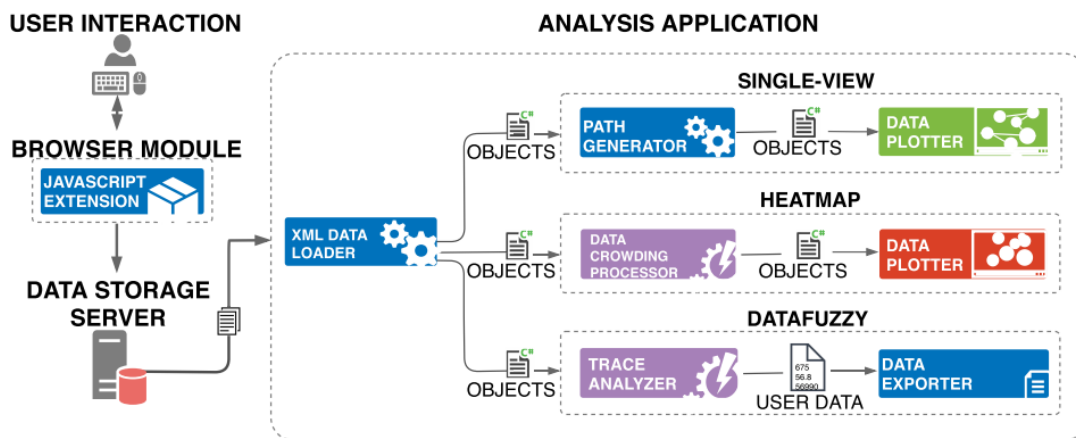 USER INTERACTION
BROWSER MODULE
JAVASCRIPT
EXTENSION
DATA STORAGE
SERVER
ANALYSIS APPLICATION
XML DATA
LOADER
SINGLE-VIEW
C#
OBJECTS
PATH
GENERATOR
C#
OBJECTS
DATA
PLOTTER
HEATMAP
C#
OBJECTS
DATA
CROWDING
PROCESSOR
C#
OBJECTS
DATA
PLOTTER
DATAFUZZY
C#
OBJECTS
TRACE
ANALYZER
675
56.8
56990
USER DATA
DATA
EXPORTER